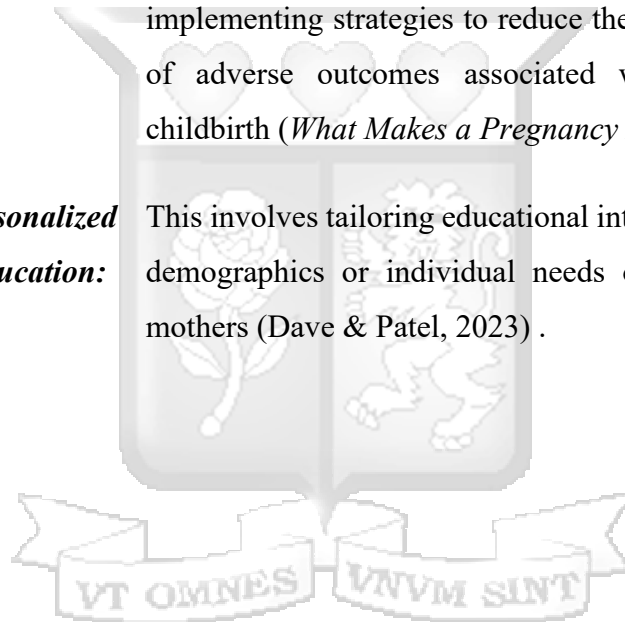 implementing strategies to reduce the
of adverse outcomes associated
childbirth (What Makes a Pregnancy
sonalized This involves tailoring educational
ucation: demographics or individual needs
mothers (Dave & Patel, 2023) .
VT OMNES VNVM SINT